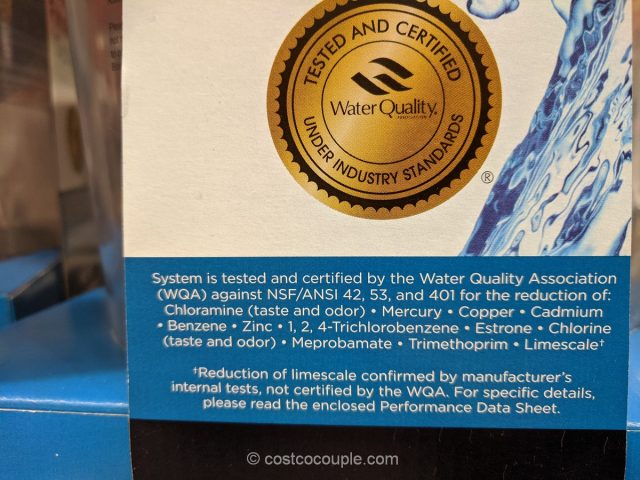 TESTED AND CERTIFIED
Water Quality®
ASSOCIATION
UNDER INDUSTRY STANDARDS
®
System is tested and certified by the Water Quality Association
(WQA) against NSF/ANSI 42, 53, and 401 for the reduction of:
Chloramine (taste and odor) • Mercury • Copper • Cadmium
• Benzene • Zinc • 1, 2, 4-Trichlorobenzene • Estrone • Chlorine
(taste and odor) • Meprobamate • Trimethoprim • Limescale†
†Reduction of limescale confirmed by manufacturer's
internal tests, not certified by the WQA. For specific details,
please read the enclosed Performance Data Sheet.
© costcocouple.com